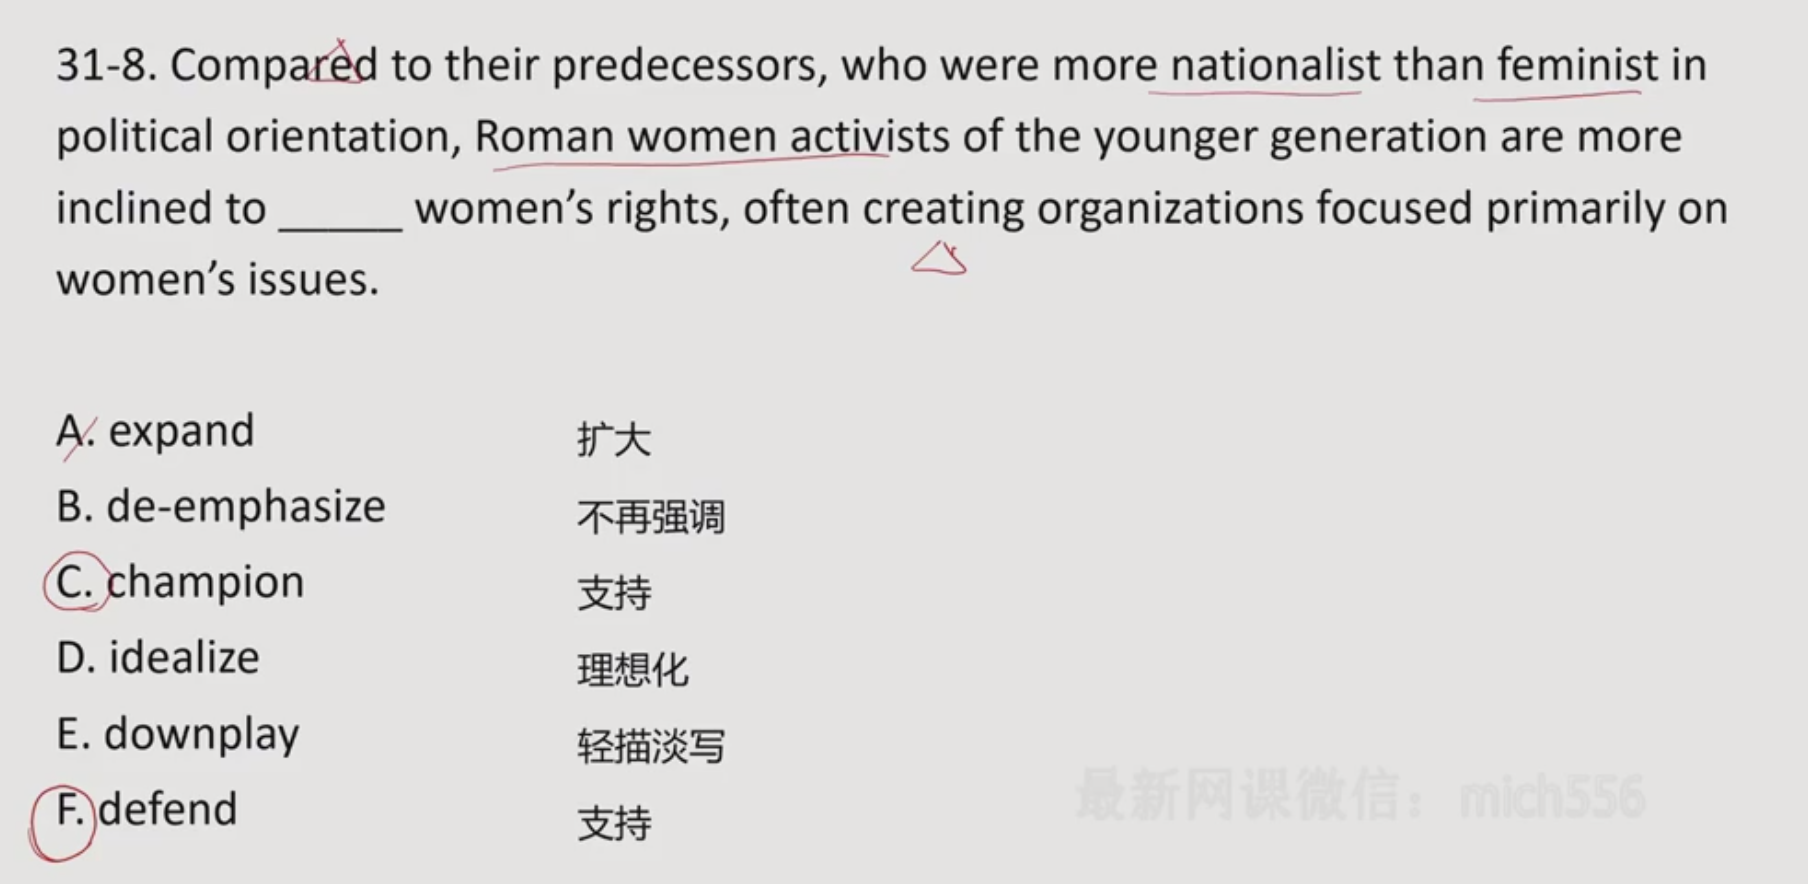 31-8. Compared to their predecessors, who were more nationalist than feminist in
political orientation, Roman women activists of the younger generation are more
inclined to _____ women’s rights, often creating organizations focused primarily on
women’s issues.
A. expand 扩大
B. de-emphasize 不再强调
C. champion 支持
D. idealize 理想化
E. downplay 轻描淡写
F. defend 支持
最新网课微信：mich556